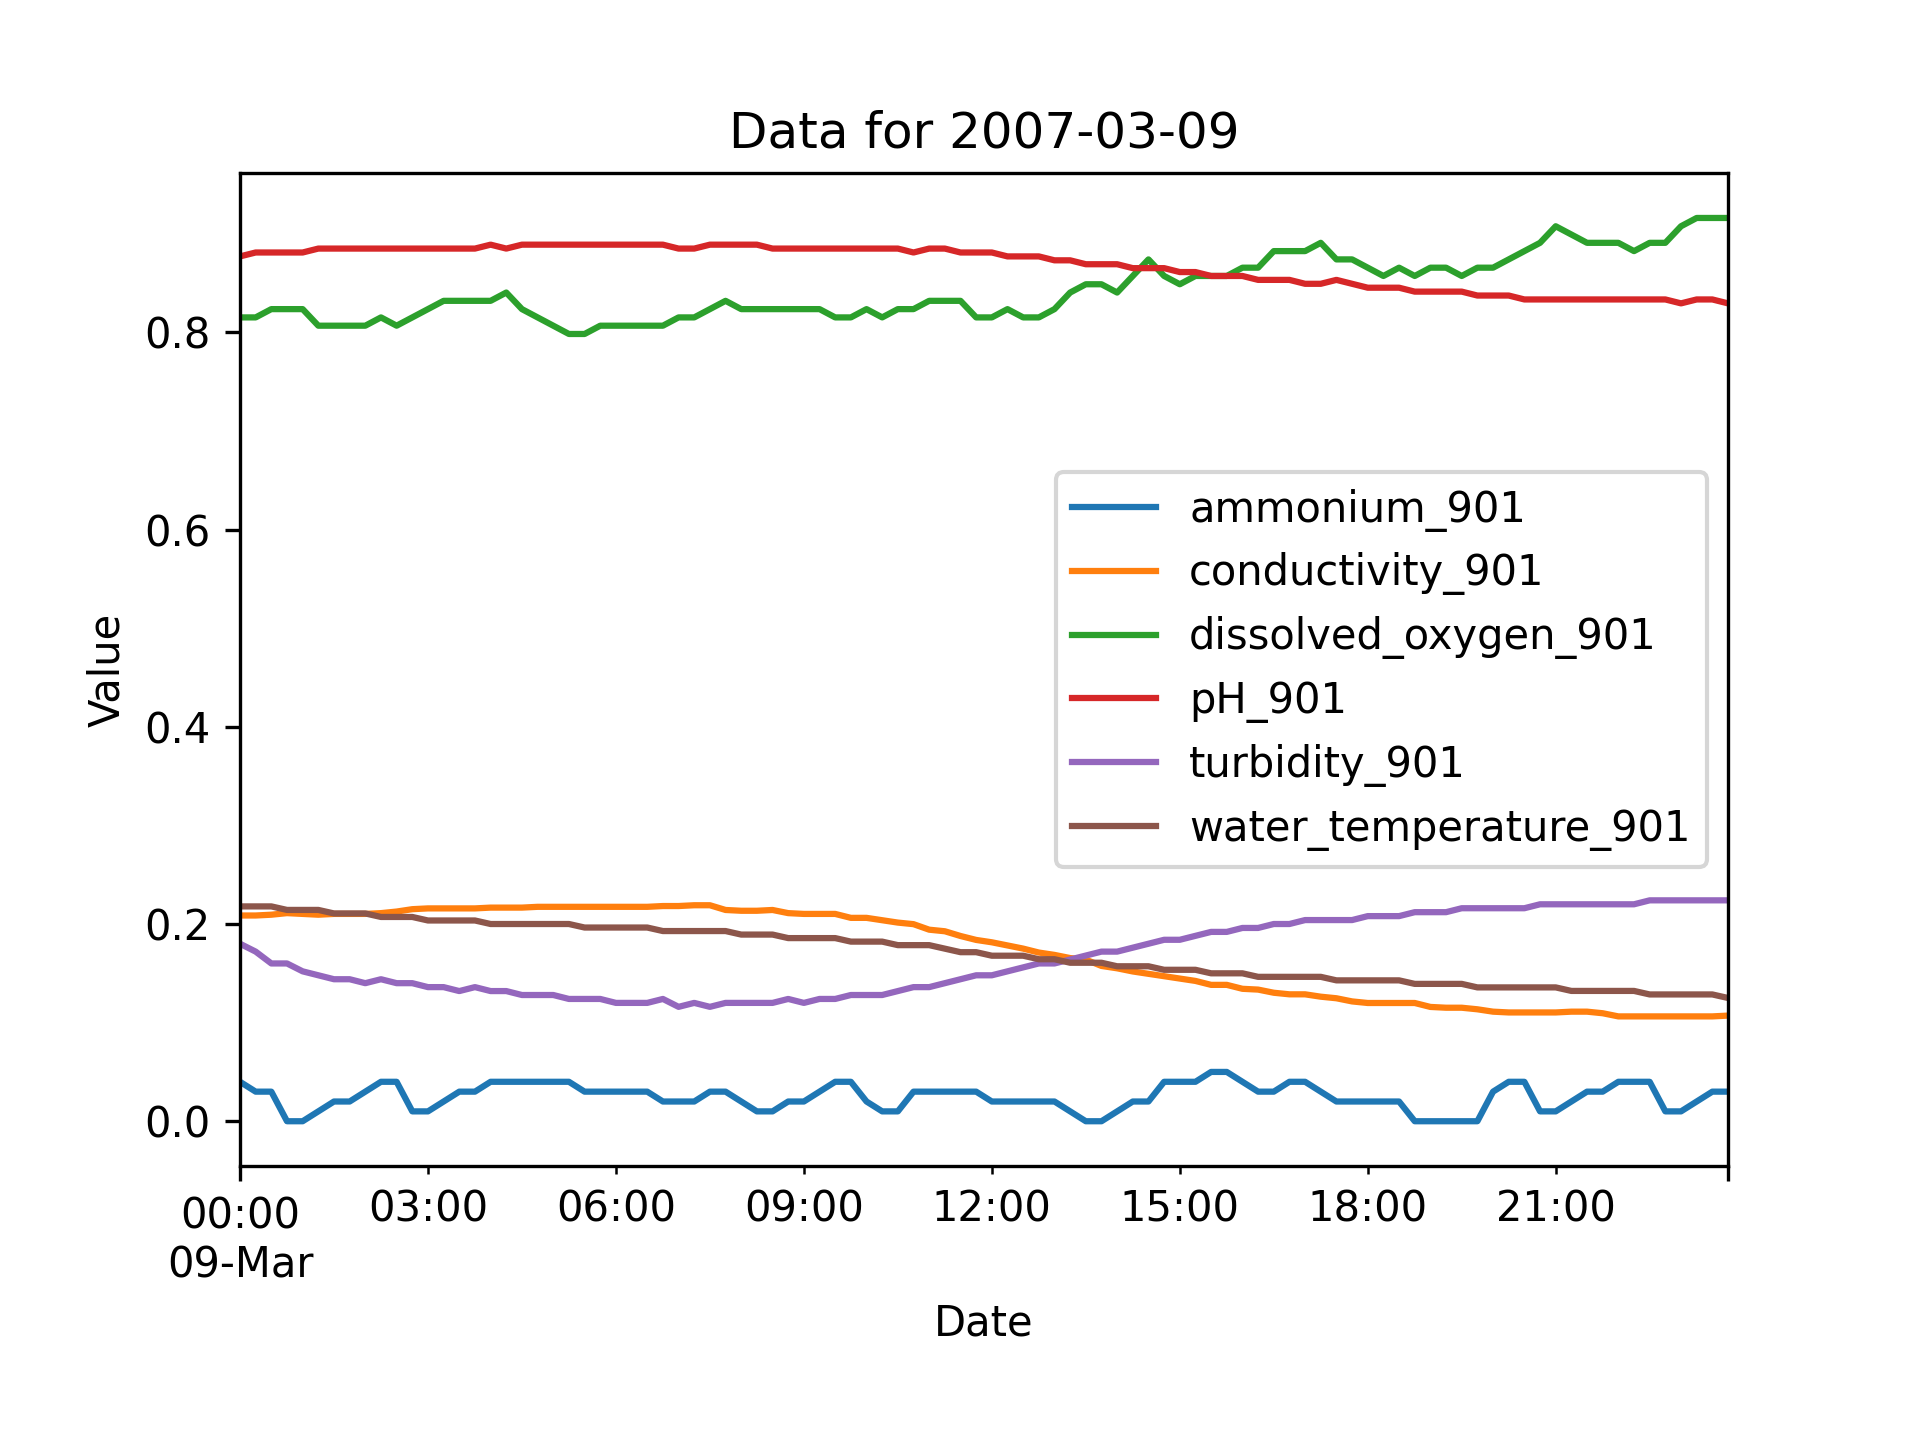 Data for 2007-03-09
Value
0.8
0.6
0.4
0.2
0.0
ammonium_901
conductivity_901
dissolved_oxygen_901
pH_901
turbidity_901
water_temperature_901
00:00 03:00 06:00 09:00 12:00 15:00 18:00 21:00
09-Mar
Date